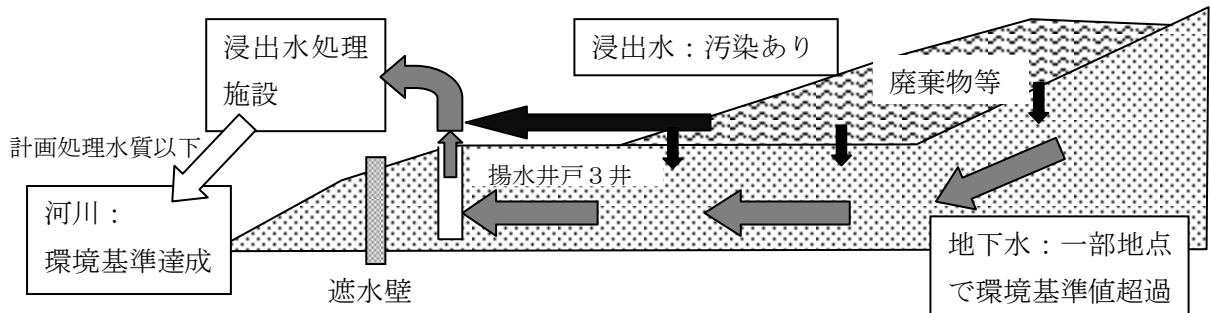 浸出水処理
施設
浸出水：汚染あり
廃棄物等
計画処理水質以下
揚水井戸３井
河川：
環境基準達成
遮水壁
地下水：一部地点
で環境基準値超過